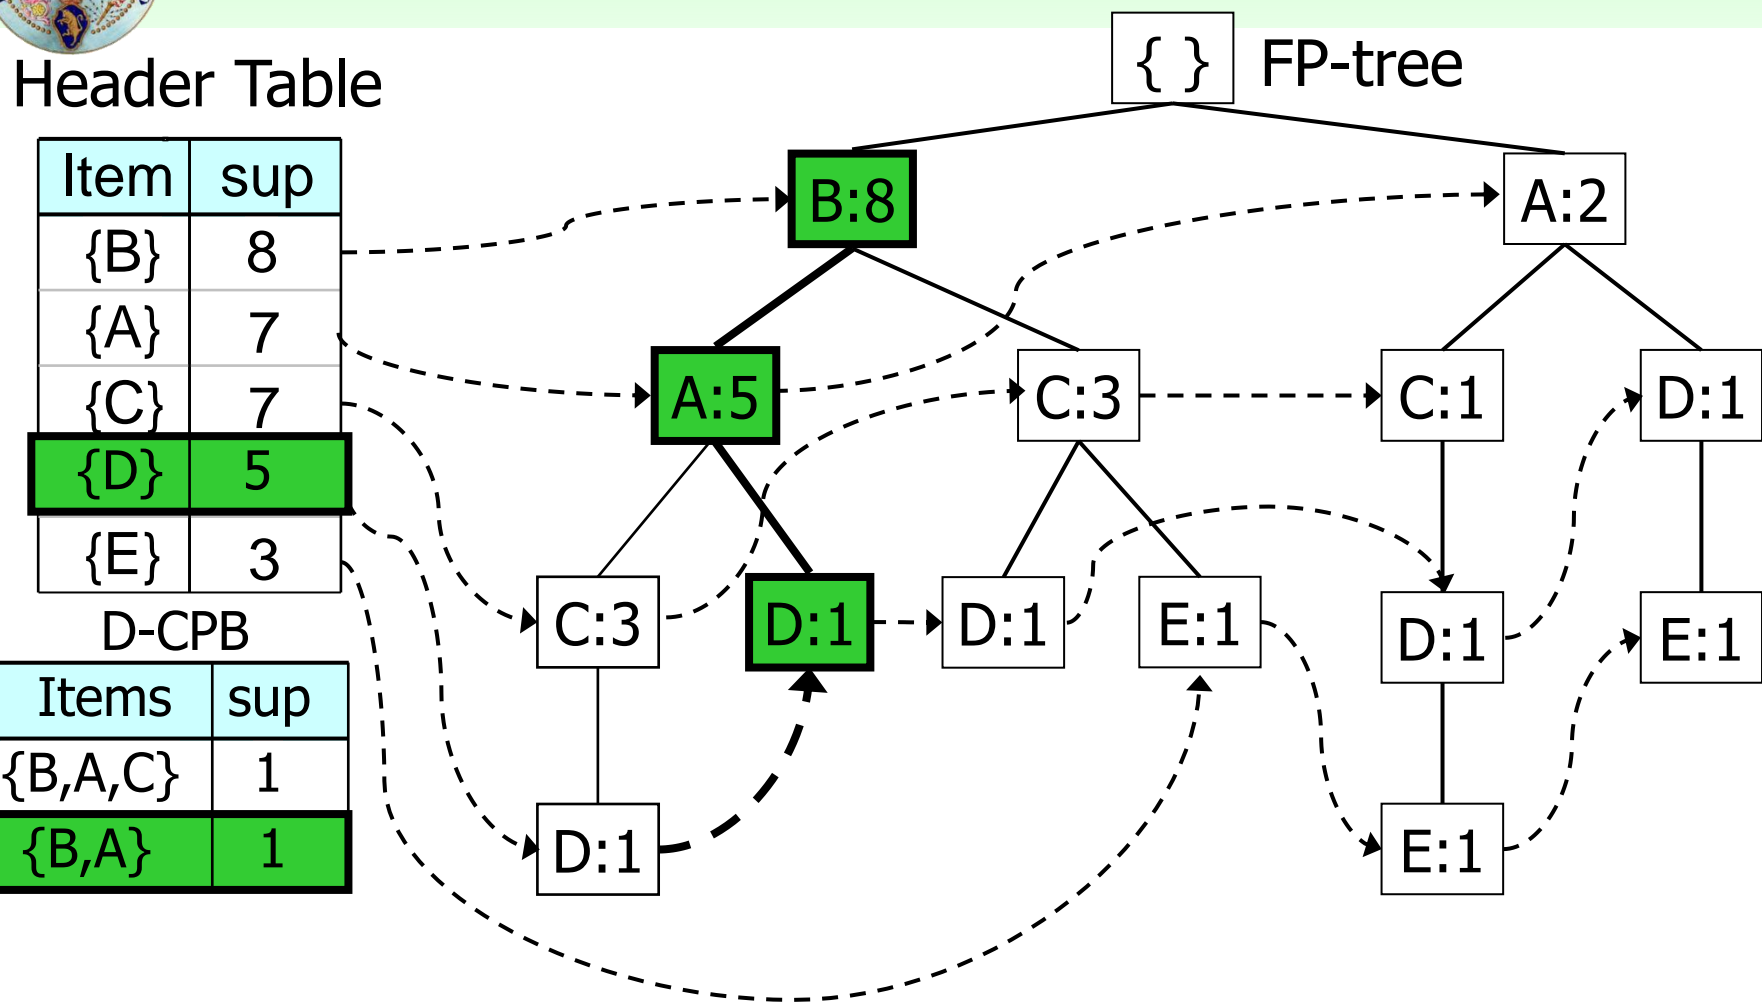 { } FP-tree
Header Table
Item sup
{B} 8
{A} 7
{C} 7
{D} 5
{E} 3
D-CPB
Items sup
{B,A,C} 1
{B,A} 1
B:8 A:2
A:5 C:3 C:1 D:1
C:3 D:1 D:1 E:1 D:1 E:1
D:1 E:1